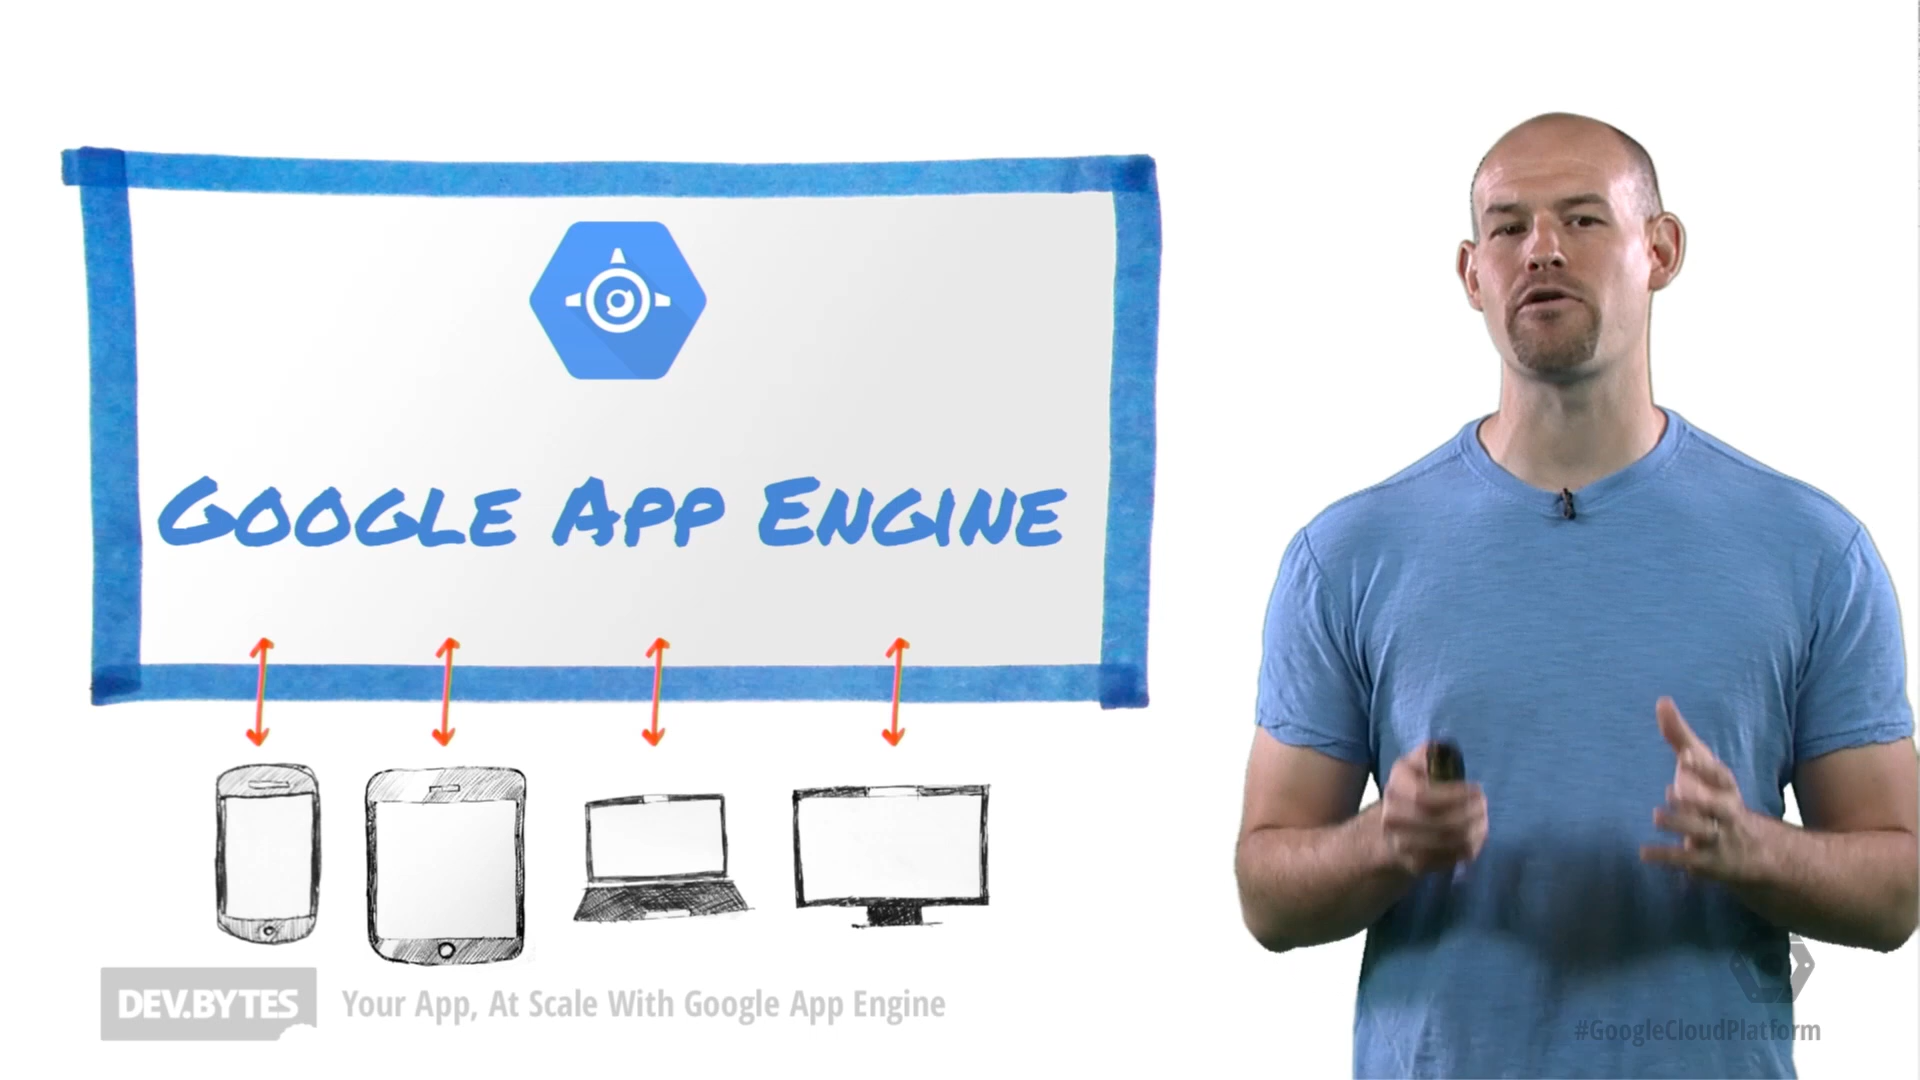 GOOGLE APP ENGINE
DEV.BYTES
Your App, At Scale With Google App Engine
#GoogleCloudPlatform